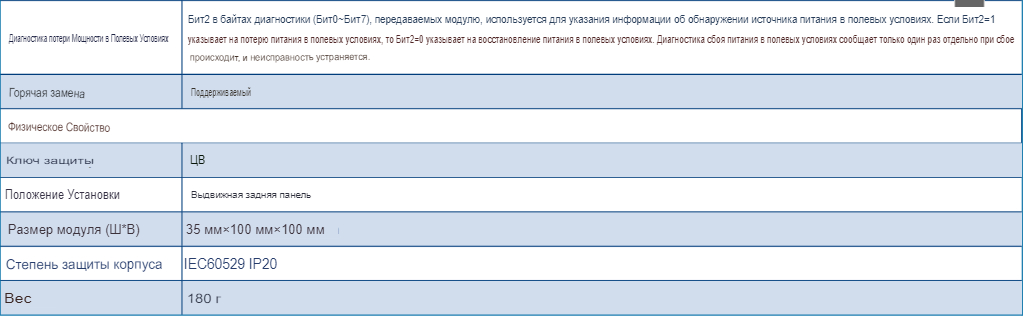 Диагностика потери Мощности в Полевых Условиях
Бит2 в байтах диагностики (Бит0~Бит7), передаваемых модулю, используется для указания информации об обнаружении источника питания в полевых условиях. Если Бит2=1
указывает на потерю питания в полевых условиях, то Бит2=0 указывает на восстановление питания в полевых условиях. Диагностика сбоя питания в полевых условиях сообщает только один раз отдельно при сбое
происходит, и неисправность устраняется.
Горячая замена
Поддерживаемый
Физическое Свойство
Ключ защиты
ЦВ
Положение Установки
Выдвижная задняя панель
Размер модуля (Ш*В)
35 мм×100 мм×100 мм
Степень защиты корпуса
IEC60529 IP20
Вес
180 г